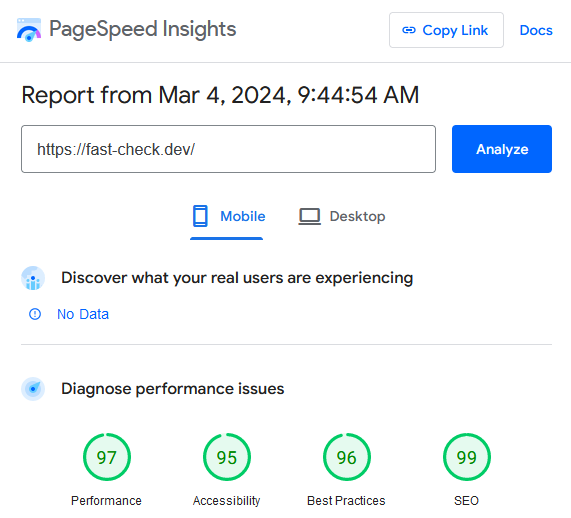 PageSpeed Insights
Copy Link
Docs
Report from Mar 4, 2024, 9:44:54 AM
https://fast-check.dev/
Analyze
Mobile
Desktop
Discover what your real users are experiencing
No Data
Diagnose performance issues
97 95 96 99
Performance Accessibility Best Practices SEO